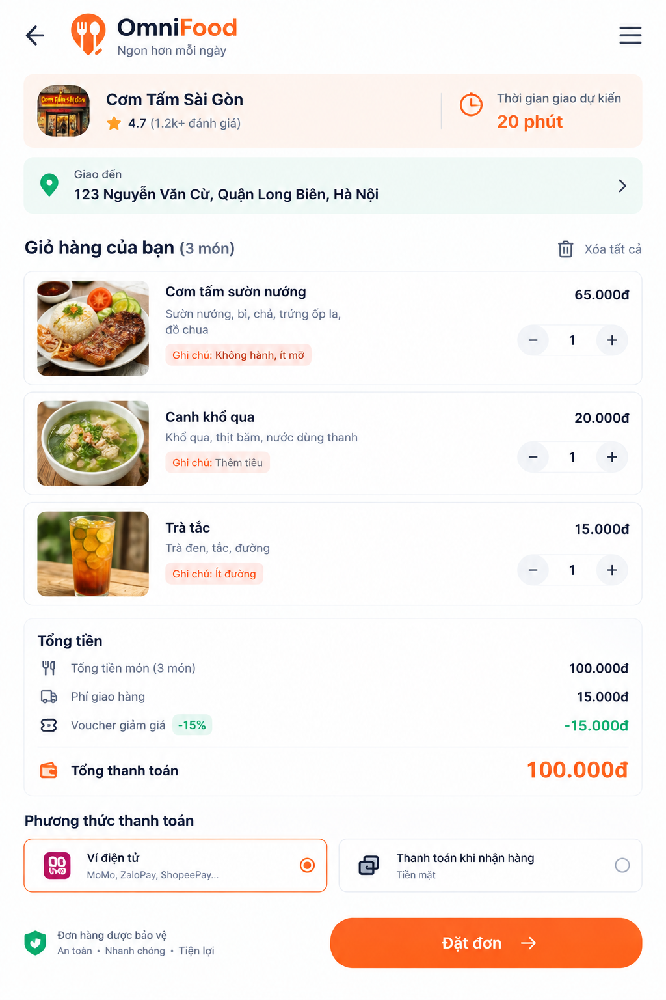 OmniFood
Ngon hơn mỗi ngày
Cơm Tấm Sài Gòn
4.7 (1.2k+ đánh giá)
Thời gian giao dự kiến
20 phút
Giao đến
123 Nguyễn Văn Cừ, Quận Long Biên, Hà Nội
Giỏ hàng của bạn (3 món)
Xóa tất cả
Cơm tấm sườn nướng
65.000đ
Sườn nướng, bì, chả, trứng ốp la,
đồ chua
Ghi chú: Không hành, ít mỡ
− 1 +
Canh khổ qua
20.000đ
Khổ qua, thịt băm, nước dùng thanh
Ghi chú: Thêm tiêu
− 1 +
Trà tắc
15.000đ
Trà đen, tắc, đường
Ghi chú: Ít đường
− 1 +
Tổng tiền
Tổng tiền món (3 món) 100.000đ
Phí giao hàng 15.000đ
Voucher giảm giá -15% -15.000đ
Tổng thanh toán 100.000đ
Phương thức thanh toán
Ví điện tử
MoMo, ZaloPay, ShopeePay...
Thanh toán khi nhận hàng
Tiền mặt
Đơn hàng được bảo vệ
An toàn • Nhanh chóng • Tiện lợi
Đặt đơn →